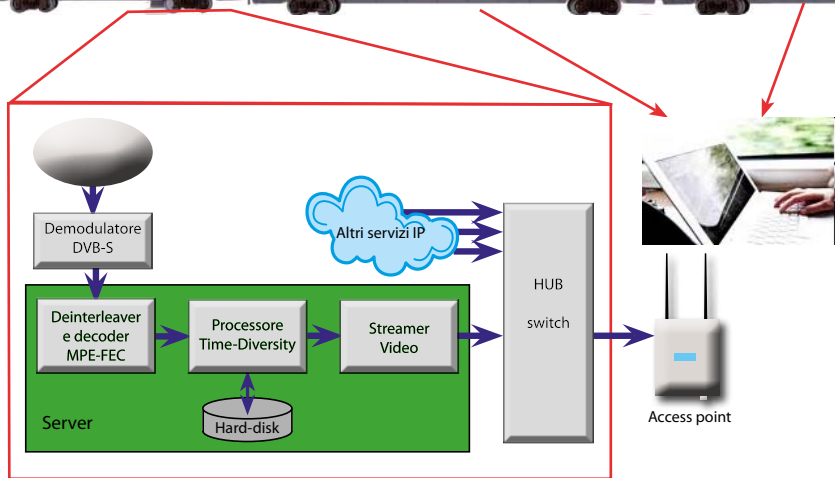 Demodulatore
DVB-S
Altri servizi IP
HUB
switch
Deinterleaver
e decoder
MPE-FEC
Processore
Time-Diversity
Streamer
Video
Server
Hard-disk
Access point